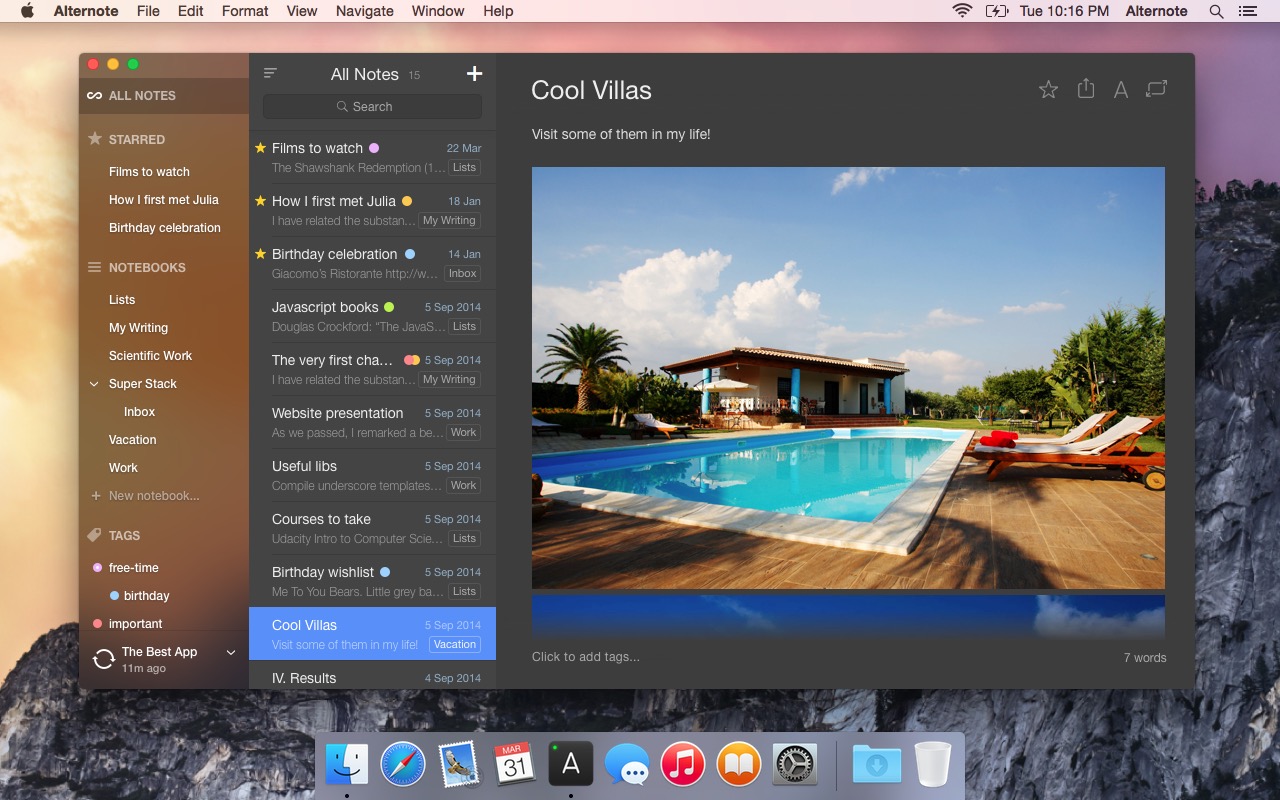 Alternote File Edit Format View Navigate Window Help Tue 10:16 PM Alternote
ALL NOTES
STARRED
Films to watch
How I first met Julia
Birthday celebration
NOTEBOOKS
Lists
My Writing
Scientific Work
Super Stack
Inbox
Vacation
Work
+ New notebook...
TAGS
free-time
birthday
important
The Best App
11m ago
All Notes 15
Search
Films to watch 22 Mar
The Shawshank Redemption (1... Lists
How I first met Julia 18 Jan
I have related the substan... My Writing
Birthday celebration 14 Jan
Giacomo's Ristorante http://w... Inbox
Javascript books 5 Sep 2014
Douglas Crockford: "The JavaS... Lists
The very first cha... 5 Sep 2014
I have related the substan... My Writing
Website presentation 5 Sep 2014
As we passed, I remarked a be... Work
Useful libs 5 Sep 2014
Compile underscore templates... Work
Courses to take 5 Sep 2014
Udacity Intro to Computer Scie... Lists
Birthday wishlist 5 Sep 2014
Me To You Bears. Little grey ba... Lists
Cool Villas 5 Sep 2014
Visit some of them in my life! Vacation
IV. Results 4 Sep 2014
Cool Villas
A
Visit some of them in my life!
Click to add tags... 7 words
MAR
31
A